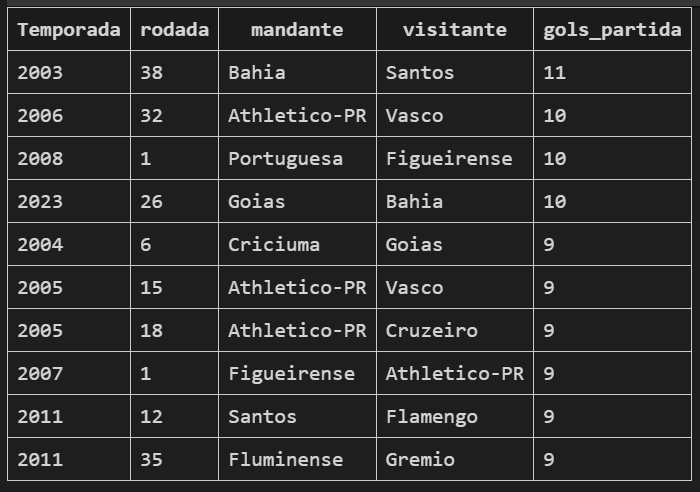 Temporada rodada mandante visitante gols_partida
2003 38 Bahia Santos 11
2006 32 Athletico-PR Vasco 10
2008 1 Portuguesa Figueirense 10
2023 26 Goias Bahia 10
2004 6 Criciuma Goias 9
2005 15 Athletico-PR Vasco 9
2005 18 Athletico-PR Cruzeiro 9
2007 1 Figueirense Athletico-PR 9
2011 12 Santos Flamengo 9
2011 35 Fluminense Gremio 9